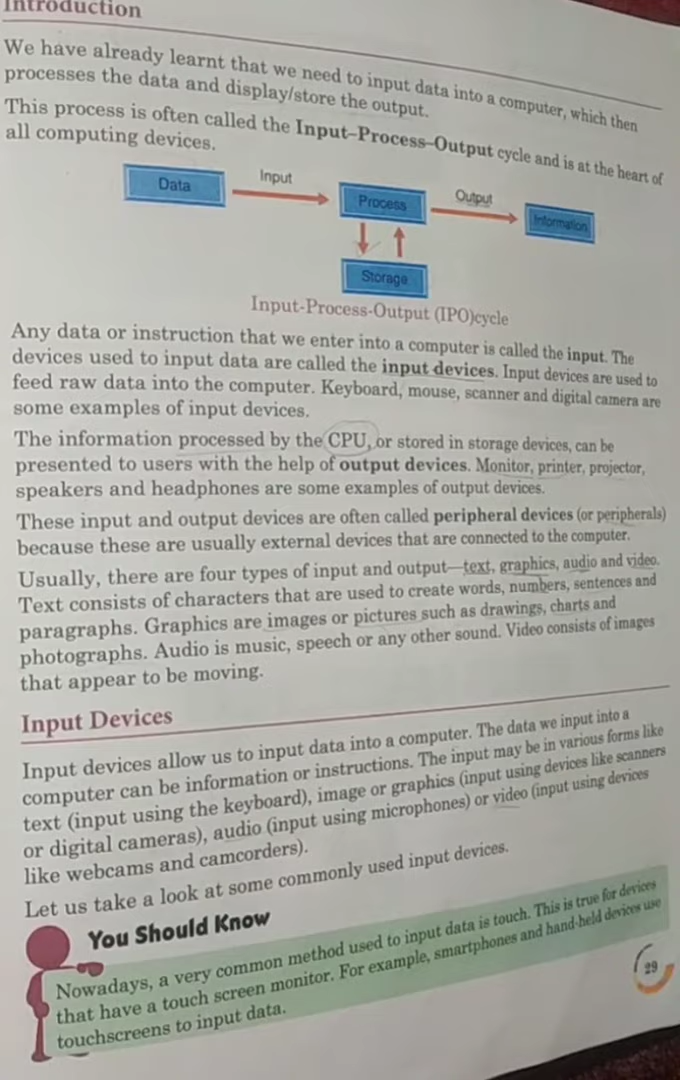 Introduction
We have already learnt that we need to input data into a computer, which then
processes the data and display/store the output.
This process is often called the Input–Process–Output cycle and is at the heart of
all computing devices.
Data
Input
Process
Output
Information
Storage
Input-Process-Output (IPO)cycle
Any data or instruction that we enter into a computer is called the input. The
devices used to input data are called the input devices. Input devices are used to
feed raw data into the computer. Keyboard, mouse, scanner and digital camera are
some examples of input devices.
The information processed by the CPU, or stored in storage devices, can be
presented to users with the help of output devices. Monitor, printer, projector,
speakers and headphones are some examples of output devices.
These input and output devices are often called peripheral devices (or peripherals)
because these are usually external devices that are connected to the computer.
Usually, there are four types of input and output—text, graphics, audio and video.
Text consists of characters that are used to create words, numbers, sentences and
paragraphs. Graphics are images or pictures such as drawings, charts and
photographs. Audio is music, speech or any other sound. Video consists of images
that appear to be moving.
Input Devices
Input devices allow us to input data into a computer. The data we input into a
computer can be information or instructions. The input may be in various forms like
text (input using the keyboard), image or graphics (input using devices like scanners
or digital cameras), audio (input using microphones) or video (input using devices
like webcams and camcorders).
Let us take a look at some commonly used input devices.
You Should Know
Nowadays, a very common method used to input data is touch. This is true for devices
that have a touch screen monitor. For example, smartphones and hand-held devices use
touchscreens to input data.
29